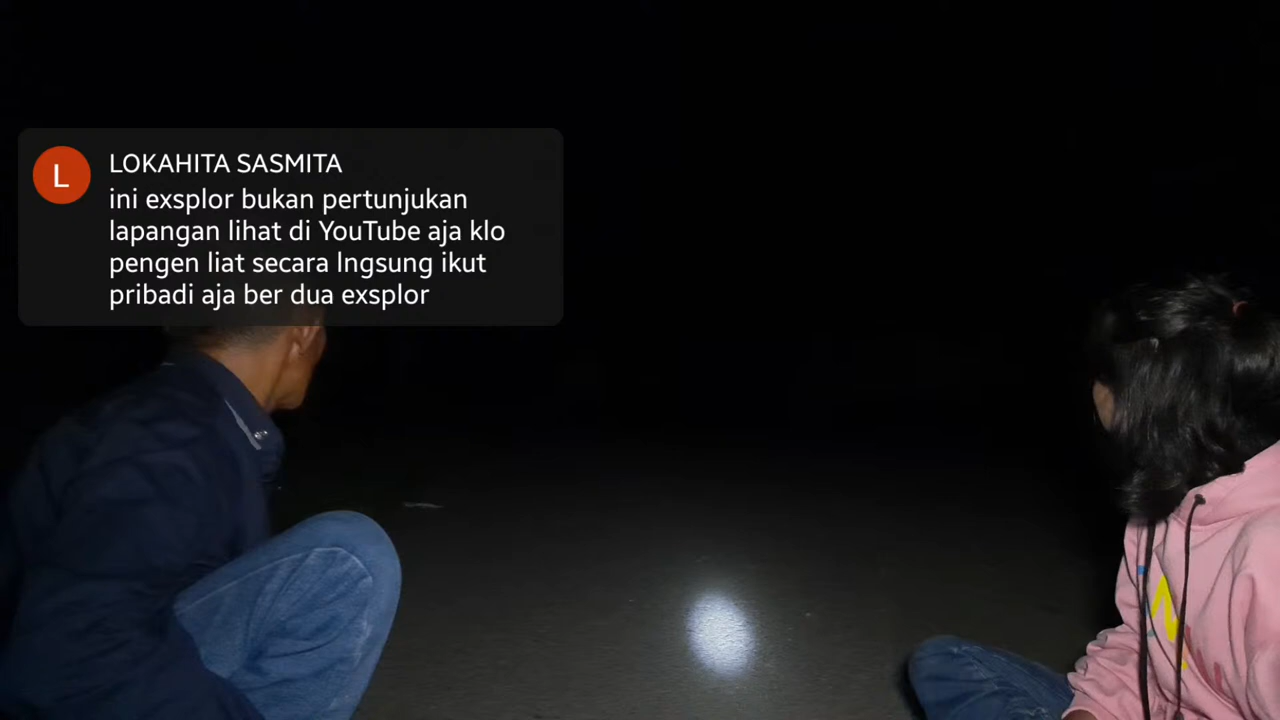 L
LOKAHITA SASMITA
ini exsplor bukan pertunjukan
lapangan lihat di YouTube aja klo
pengen liat secara lngsung ikut
pribadi aja ber dua exsplor